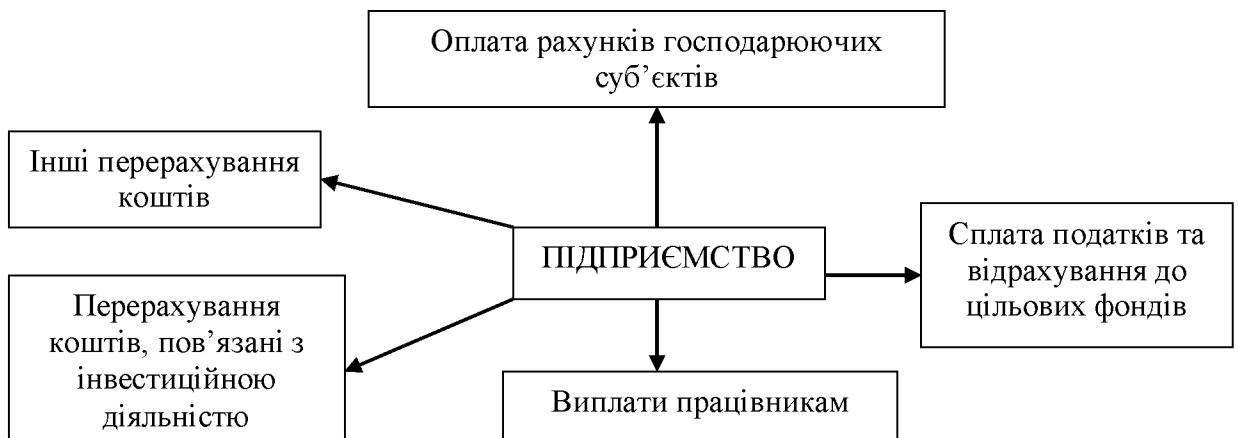 Оплата рахунків господарюючих
суб’єктів
Інші перерахування
коштів
ПІДПРИЄМСТВО
Сплата податків та
відрахування до
цільових фондів
Перерахування
коштів, пов’язані з
інвестиційною
діяльністю
Виплати працівникам